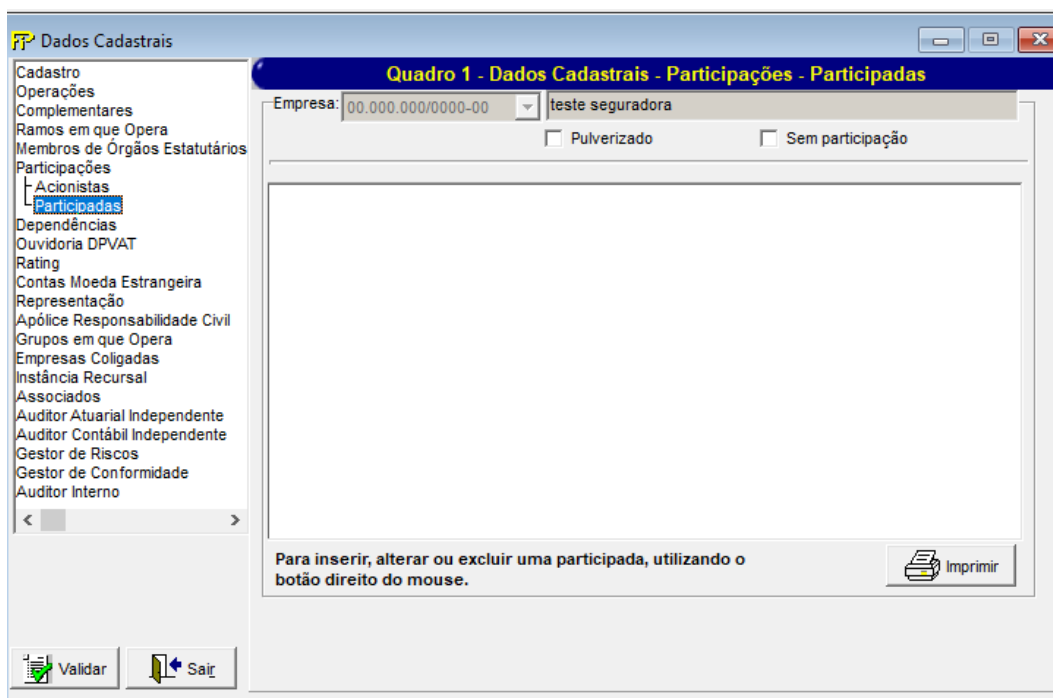 FIP Dados Cadastrais
Cadastro
Operações
Complementares
Ramos em que Opera
Membros de Órgãos Estatutários
Participações
Acionistas
Participadas
Dependências
Ouvidoria DPVAT
Rating
Contas Moeda Estrangeira
Representação
Apólice Responsabilidade Civil
Grupos em que Opera
Empresas Coligadas
Instância Recursal
Associados
Auditor Atuarial Independente
Auditor Contábil Independente
Gestor de Riscos
Gestor de Conformidade
Auditor Interno
Validar
Sair
Quadro 1 - Dados Cadastrais - Participações - Participadas
Empresa: 00.000.000/0000-00 teste seguradora
Pulverizado Sem participação
Para inserir, alterar ou excluir uma participada, utilizando o
botão direito do mouse.
Imprimir